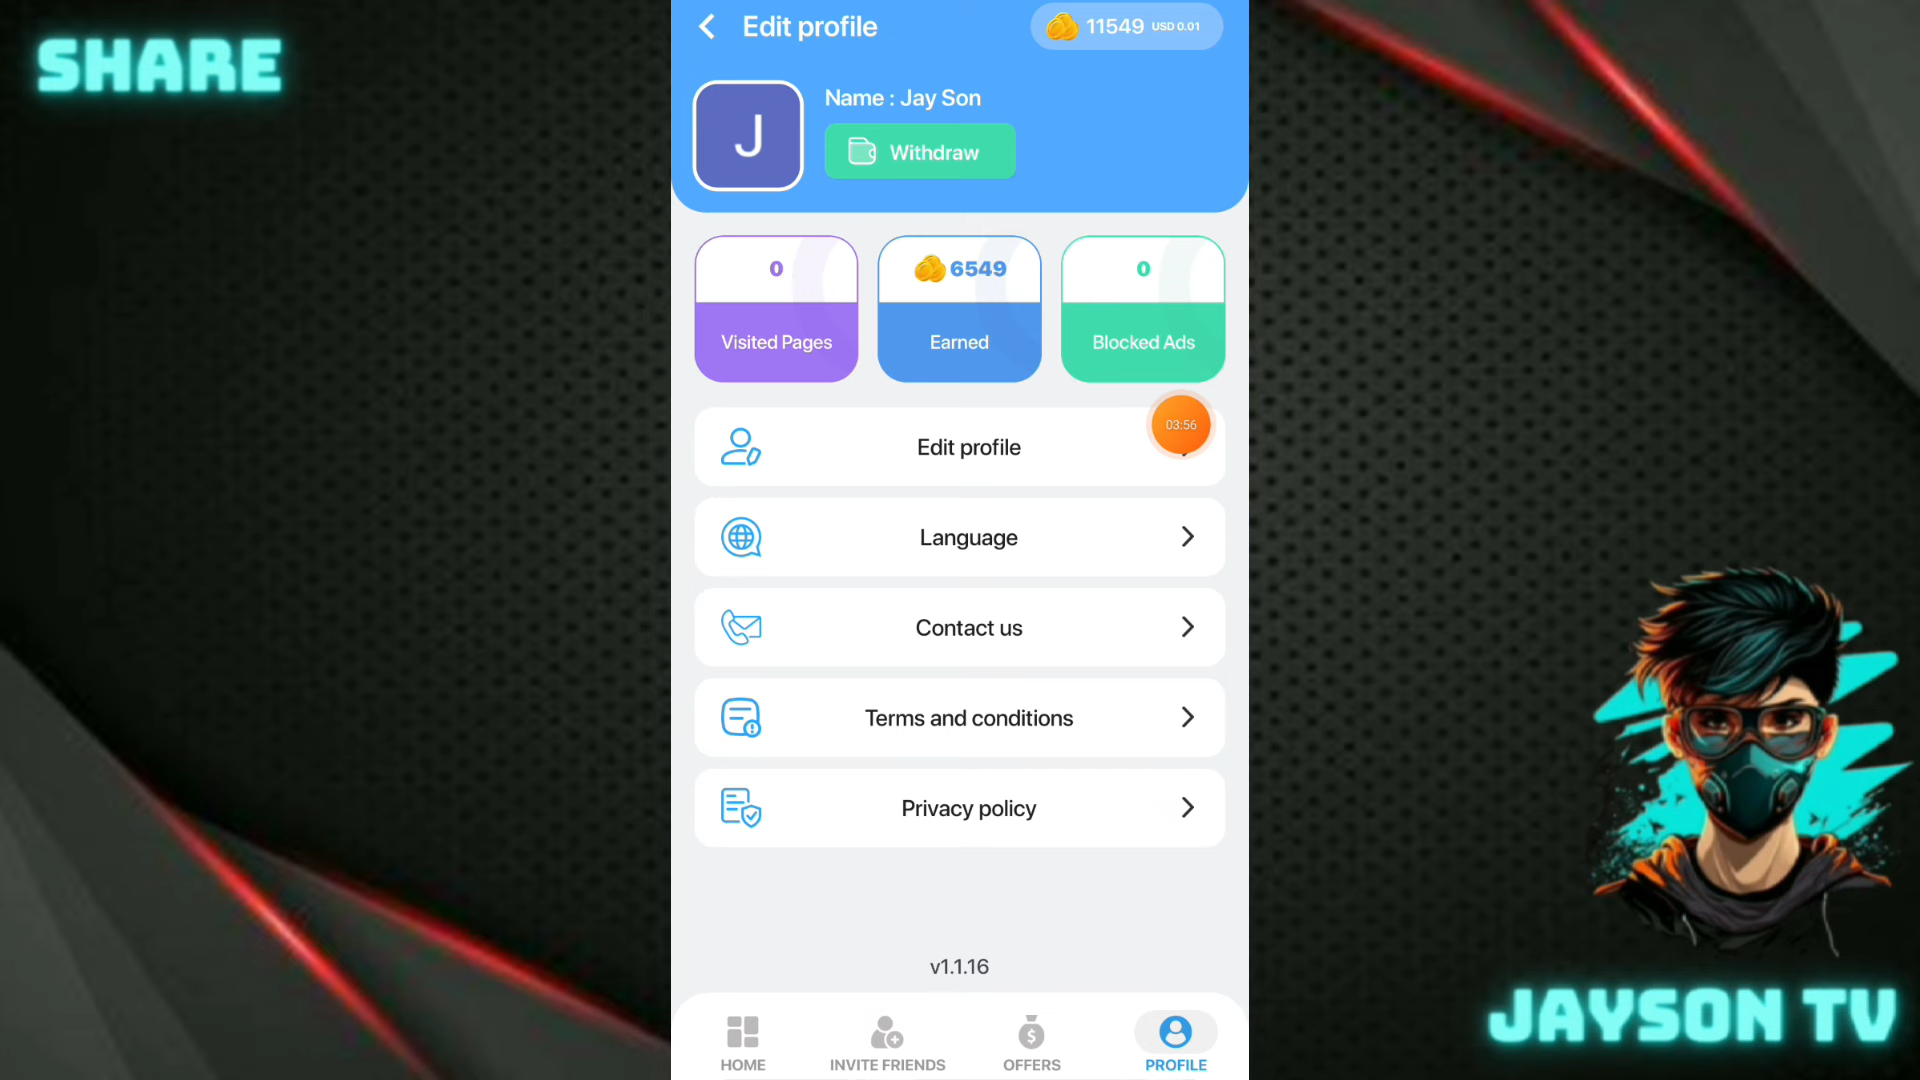 SHARE
Edit profile
11549 USD 0.01
J
Name : Jay Son
Withdraw
0
6549
0
Visited Pages
Earned
Blocked Ads
03:56
Edit profile
Language
Contact us
Terms and conditions
Privacy policy
v1.1.16
HOME
INVITE FRIENDS
OFFERS
PROFILE
JAYSON TV